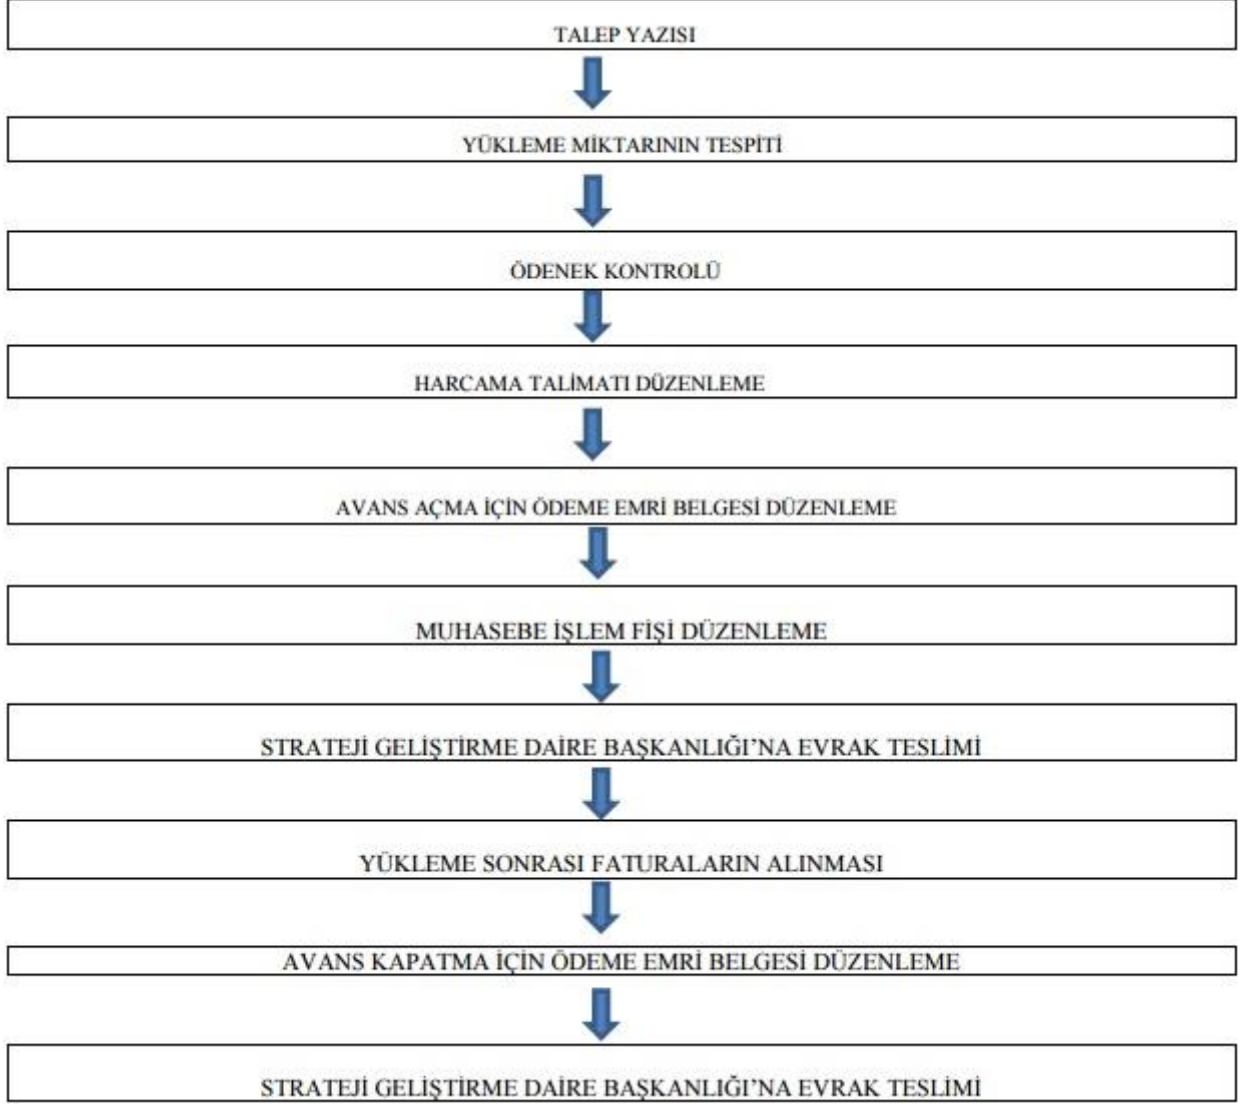 TALEP YAZISI
YÜKLEME MİKTARININ TESPİTİ
ÖDENEK KONTROLÜ
HARCAMA TALİMATI DÜZENLEME
AVANS AÇMA İÇİN ÖDEME EMRİ BELGESİ DÜZENLEME
MUHASEBE İŞLEM FİŞİ DÜZENLEME
STRATEJİ GELİŞTİRME DAİRE BAŞKANLIĞI’NA EVRAK TESLİMİ
YÜKLEME SONRASI FATURALARIN ALINMASI
AVANS KAPATMA İÇİN ÖDEME EMRİ BELGESİ DÜZENLEME
STRATEJİ GELİŞTİRME DAİRE BAŞKANLIĞI’NA EVRAK TESLİMİ